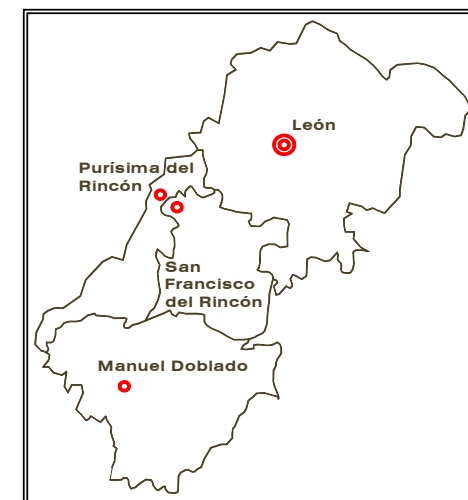 León
Purísima del
Rincón
San
Francisco
del Rincón
Manuel Doblado